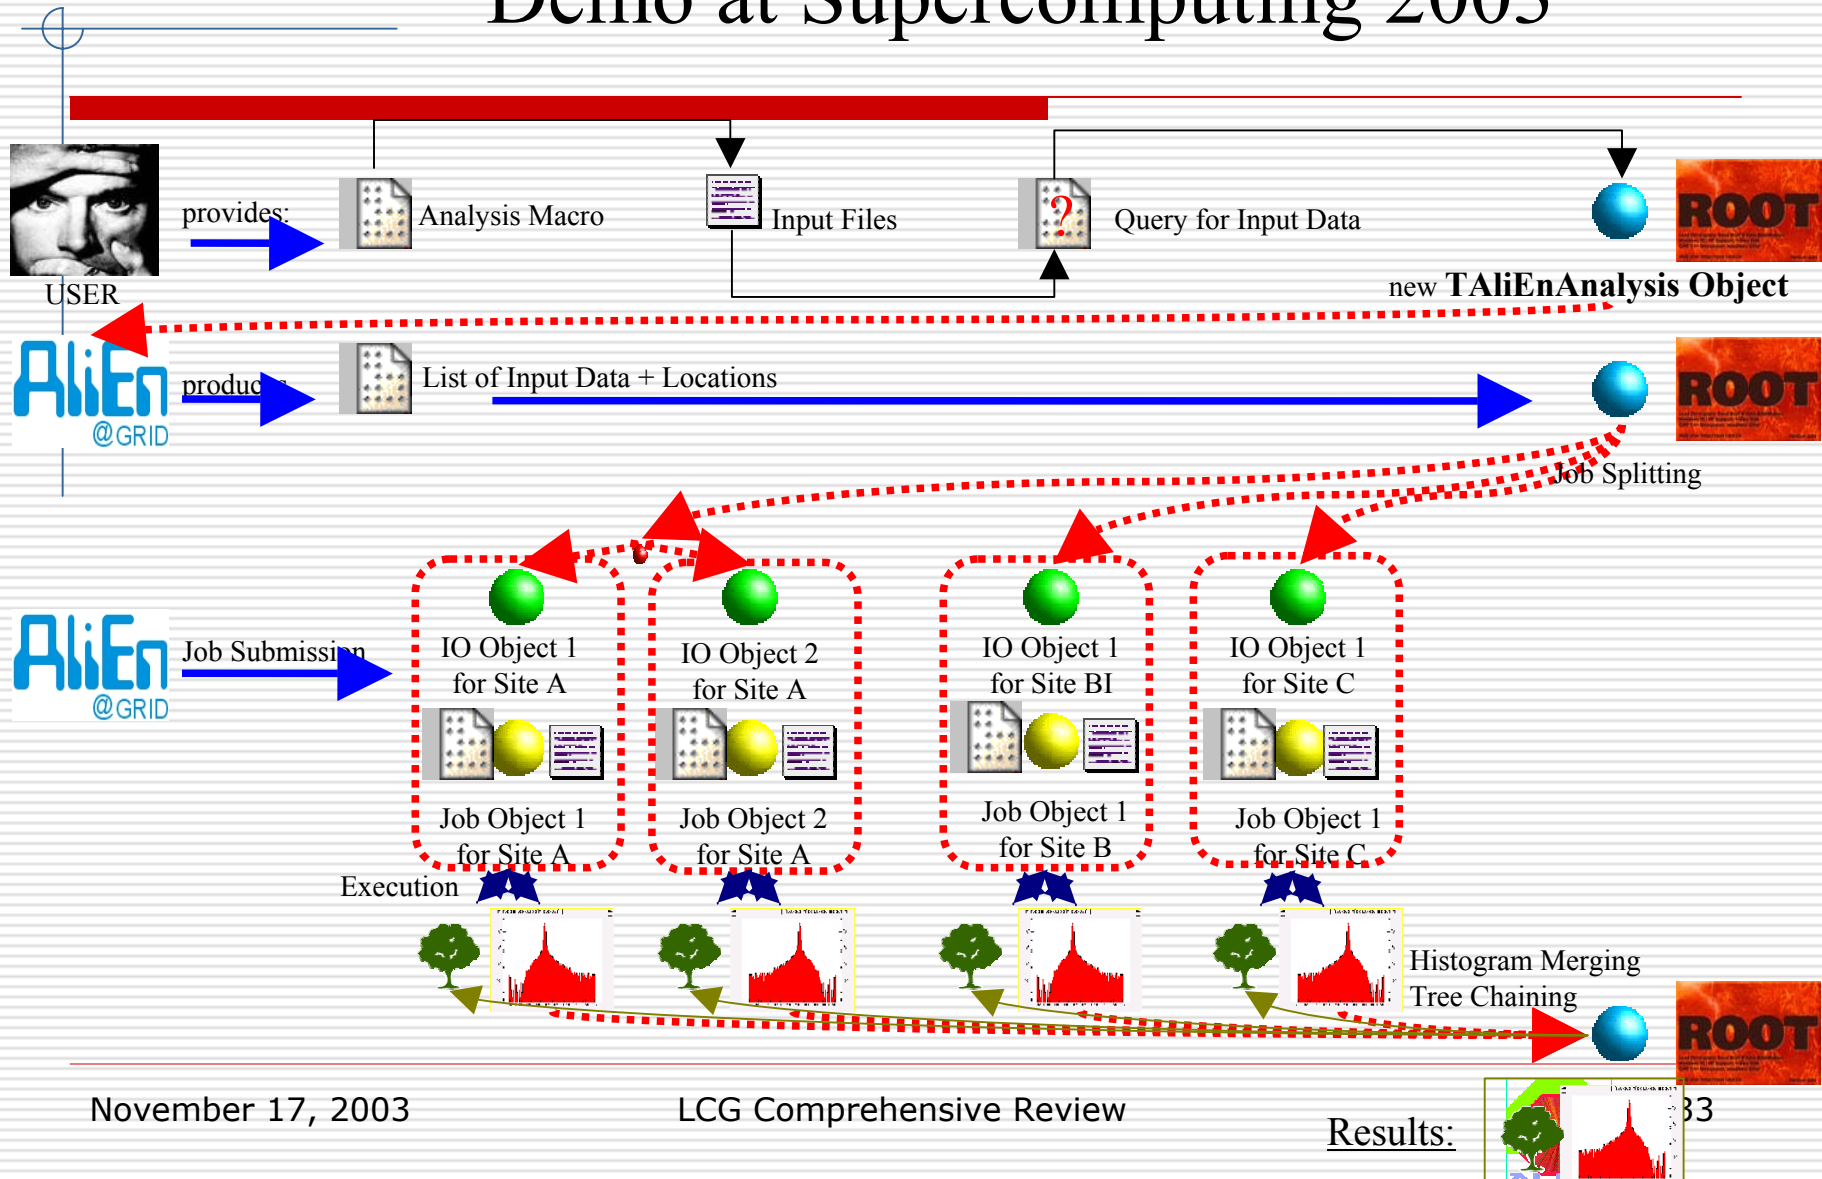 Demo at Supercomputing 2003
provides:
Analysis Macro
Input Files
?
Query for Input Data
ROOT
USER
new TAliEnAnalysis Object
AliEn
@GRID
produces
List of Input Data + Locations
ROOT
Job Splitting
AliEn
@GRID
Job Submission
IO Object 1
for Site A
IO Object 2
for Site A
IO Object 1
for Site BI
IO Object 1
for Site C
Job Object 1
for Site A
Job Object 2
for Site A
Job Object 1
for Site B
Job Object 1
for Site C
Execution
Histogram Merging
Tree Chaining
ROOT
November 17, 2003
LCG Comprehensive Review
33
Results: